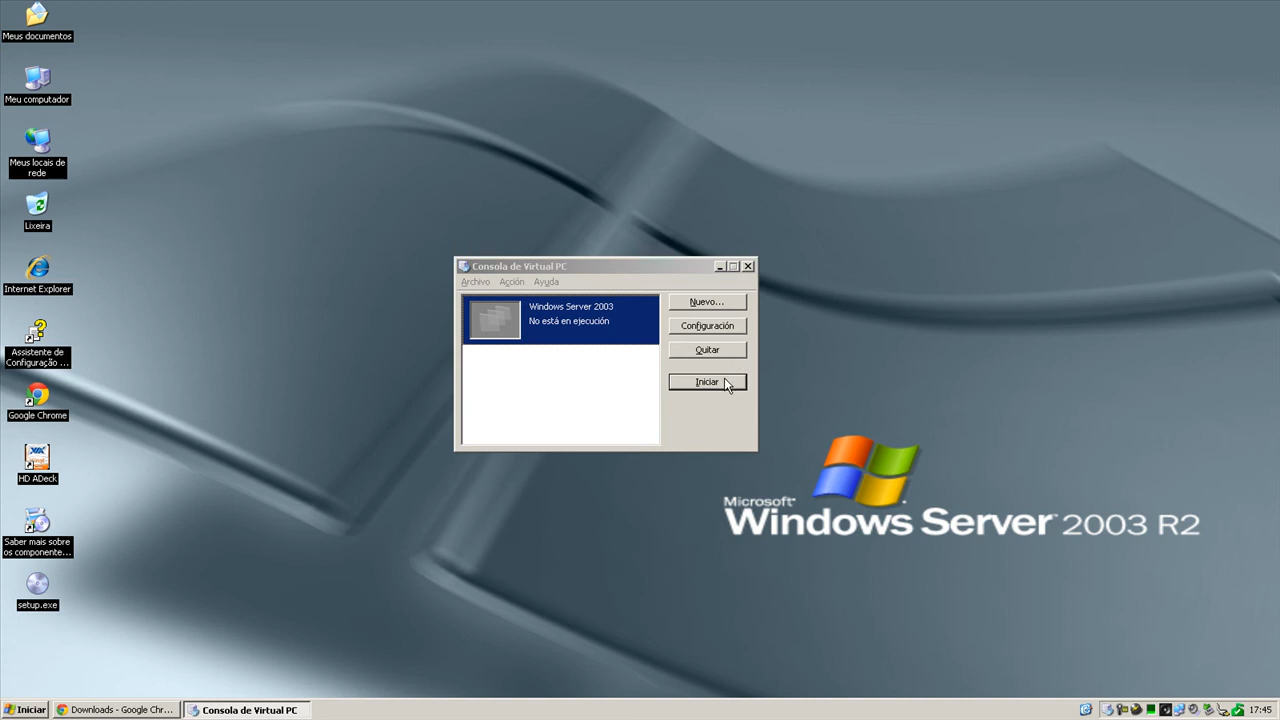 Meus documentos
Meu computador
Meus locais de
rede
Lixeira
Internet Explorer
Assistente de
Configuração ...
Google Chrome
HD ADeck
Saber mais sobre
os componente...
setup.exe
Consola de Virtual PC
Archivo Acción Ayuda
Windows Server 2003
No está en ejecución
Nuevo...
Configuración
Quitar
Iniciar
Microsoft
Windows Server 2003 R2
Iniciar
Downloads - Google Chr...
Consola de Virtual PC
17:45